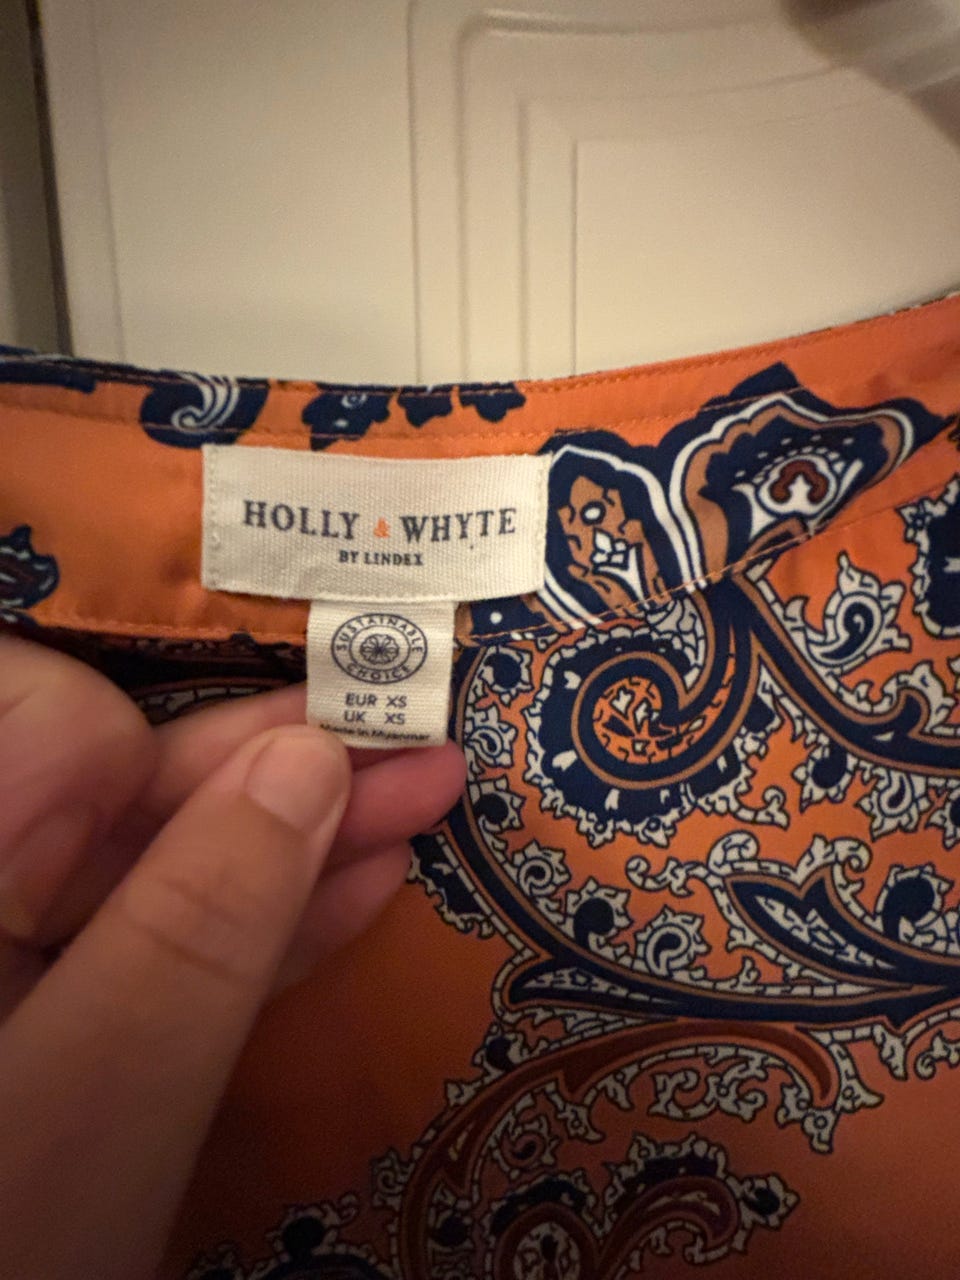 HOLLY & WHYTE
BY LINDEX
SUSTAINABLE
CHOICE
EUR XS
UK XS
Made in Myanmar